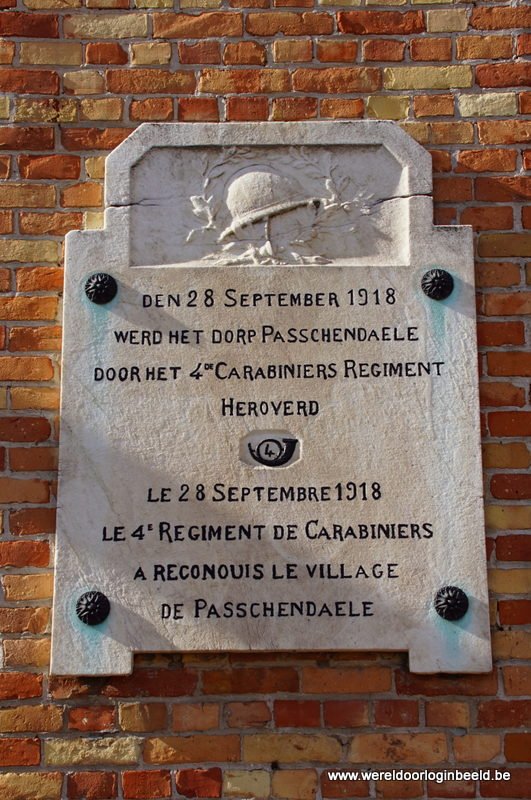 DEN 28 SEPTEMBER 1918
WERD HET DORP PASSCHENDAELE
DOOR HET 4DE CARABINIERS REGIMENT
HEROVERD
4
LE 28 SEPTEMBRE 1918
LE 4E REGIMENT DE CARABINIERS
A RECONQUIS LE VILLAGE
DE PASSCHENDAELE
www.wereldoorloginbeeld.be